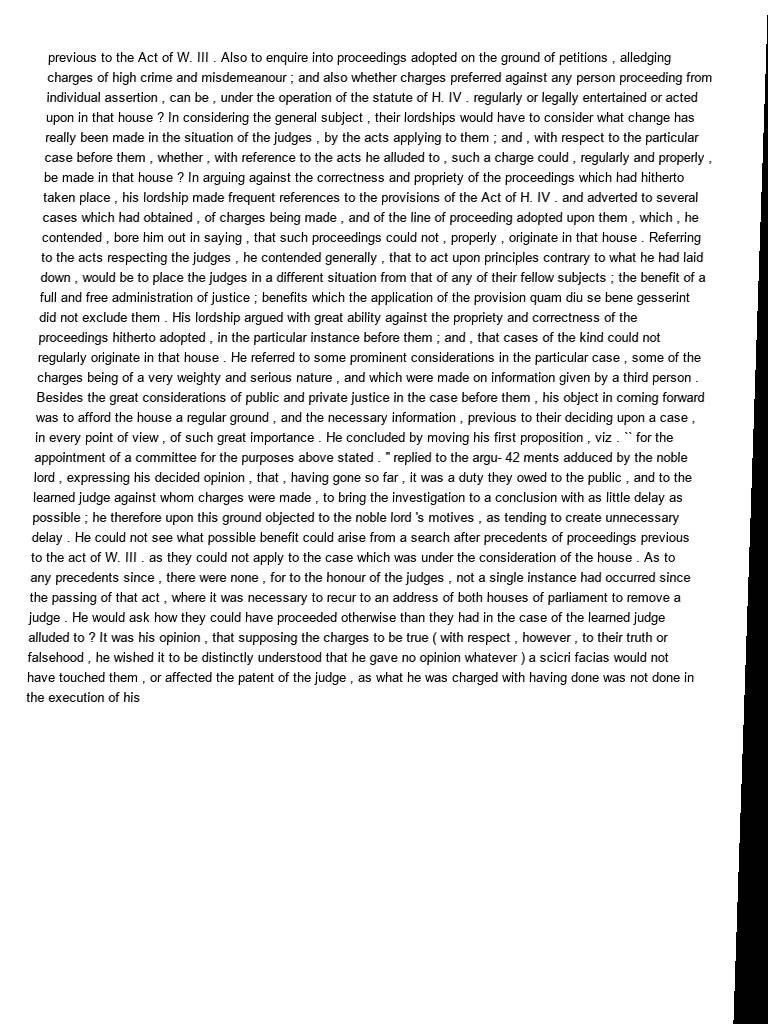 previous to the Act of W. III . Also to enquire into proceedings adopted on the ground of petitions , alledging
charges of high crime and misdemeanour ; and also whether charges preferred against any person proceeding from
individual assertion , can be , under the operation of the statute of H. IV . regularly or legally entertained or acted
upon in that house ? In considering the general subject , their lordships would have to consider what change has
really been made in the situation of the judges , by the acts applying to them ; and , with respect to the particular
case before them , whether , with reference to the acts he alluded to , such a charge could , regularly and properly ,
be made in that house ? In arguing against the correctness and propriety of the proceedings which had hitherto
taken place , his lordship made frequent references to the provisions of the Act of H. IV . and adverted to several
cases which had obtained , of charges being made , and of the line of proceeding adopted upon them , which , he
contended , bore him out in saying , that such proceedings could not , properly , originate in that house . Referring
to the acts respecting the judges , he contended generally , that to act upon principles contrary to what he had laid
down , would be to place the judges in a different situation from that of any of their fellow subjects ; the benefit of a
full and free administration of justice ; benefits which the application of the provision quam diu se bene gesserint
did not exclude them . His lordship argued with great ability against the propriety and correctness of the
proceedings hitherto adopted , in the particular instance before them ; and , that cases of the kind could not
regularly originate in that house . He referred to some prominent considerations in the particular case , some of the
charges being of a very weighty and serious nature , and which were made on information given by a third person .
Besides the great considerations of public and private justice in the case before them , his object in coming forward
was to afford the house a regular ground , and the necessary information , previous to their deciding upon a case ,
in every point of view , of such great importance . He concluded by moving his first proposition , viz . `` for the
appointment of a committee for the purposes above stated . '' replied to the argu- 42 ments adduced by the noble
lord , expressing his decided opinion , that , having gone so far , it was a duty they owed to the public , and to the
learned judge against whom charges were made , to bring the investigation to a conclusion with as little delay as
possible ; he therefore upon this ground objected to the noble lord 's motives , as tending to create unnecessary
delay . He could not see what possible benefit could arise from a search after precedents of proceedings previous
to the act of W. III . as they could not apply to the case which was under the consideration of the house . As to
any precedents since , there were none , for to the honour of the judges , not a single instance had occurred since
the passing of that act , where it was necessary to recur to an address of both houses of parliament to remove a
judge . He would ask how they could have proceeded otherwise than they had in the case of the learned judge
alluded to ? It was his opinion , that supposing the charges to be true ( with respect , however , to their truth or
falsehood , he wished it to be distinctly understood that he gave no opinion whatever ) a scicri facias would not
have touched them , or affected the patent of the judge , as what he was charged with having done was not done in
the execution of his